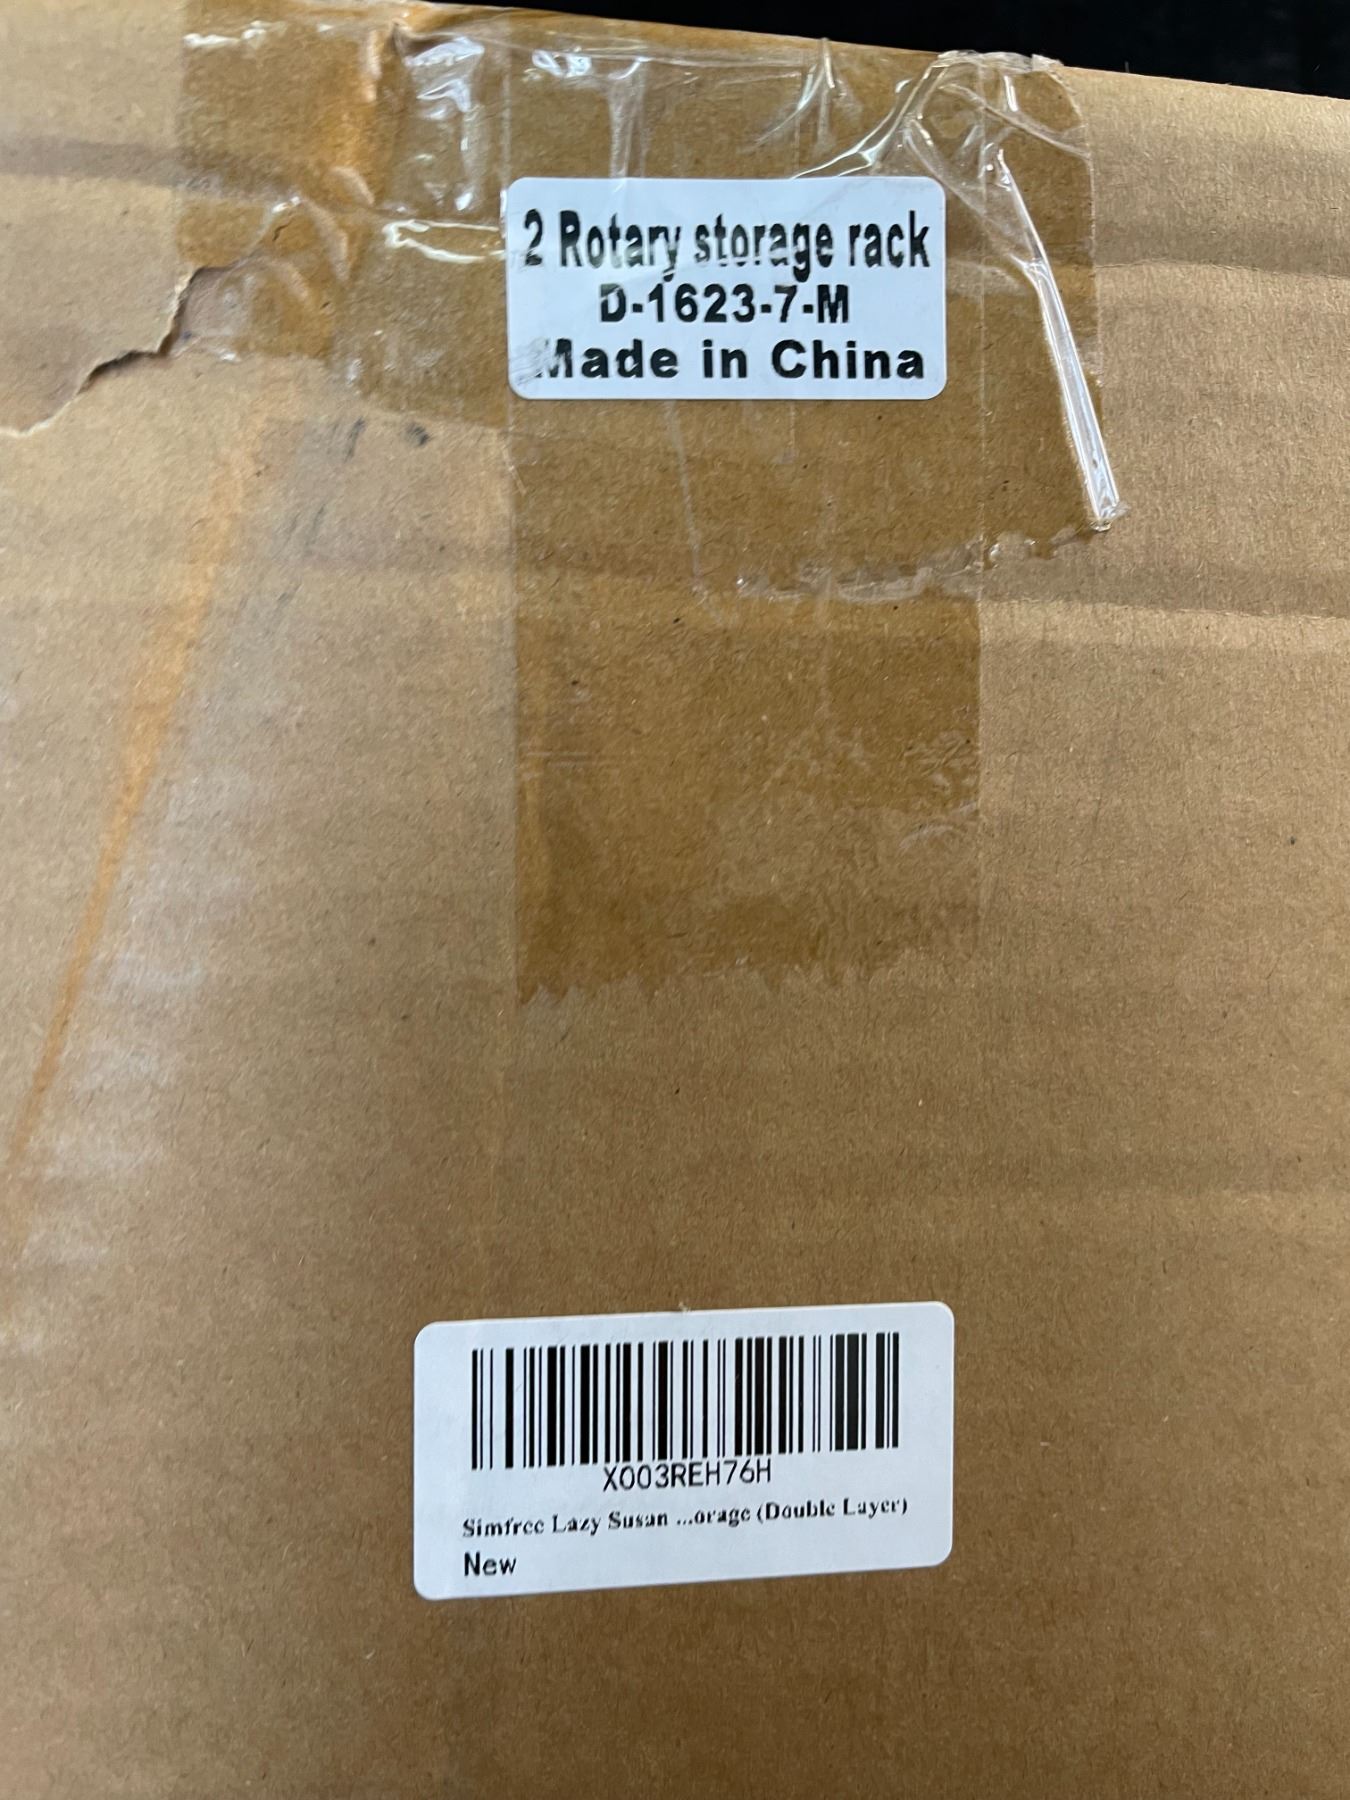 2 Rotary storage rack
D-1623-7-M
Made in China
X003REH76H
Simfree Lazy Susan ...orage (Double Layer)
New